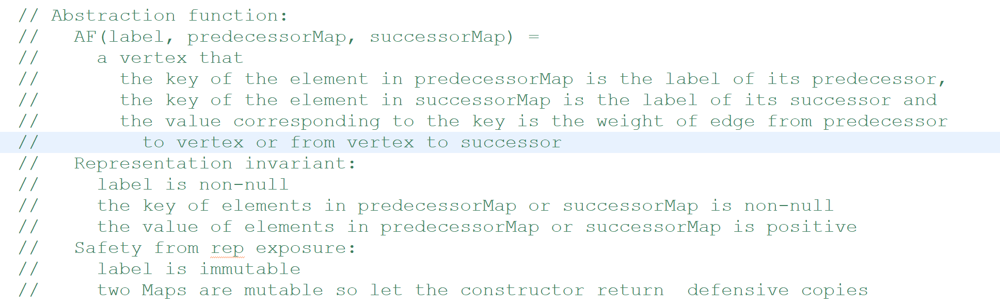 // Abstraction function:
//   AF(label, predecessorMap, successorMap) =
//     a vertex that
//       the key of the element in predecessorMap is the label of its predecessor,
//       the key of the element in successorMap is the label of its successor and
//       the value corresponding to the key is the weight of edge from predecessor
//         to vertex or from vertex to successor
//   Representation invariant:
//     label is non-null
//     the key of elements in predecessorMap or successorMap is non-null
//     the value of elements in predecessorMap or successorMap is positive
//   Safety from rep exposure:
//     label is immutable
//     two Maps are mutable so let the constructor return  defensive copies